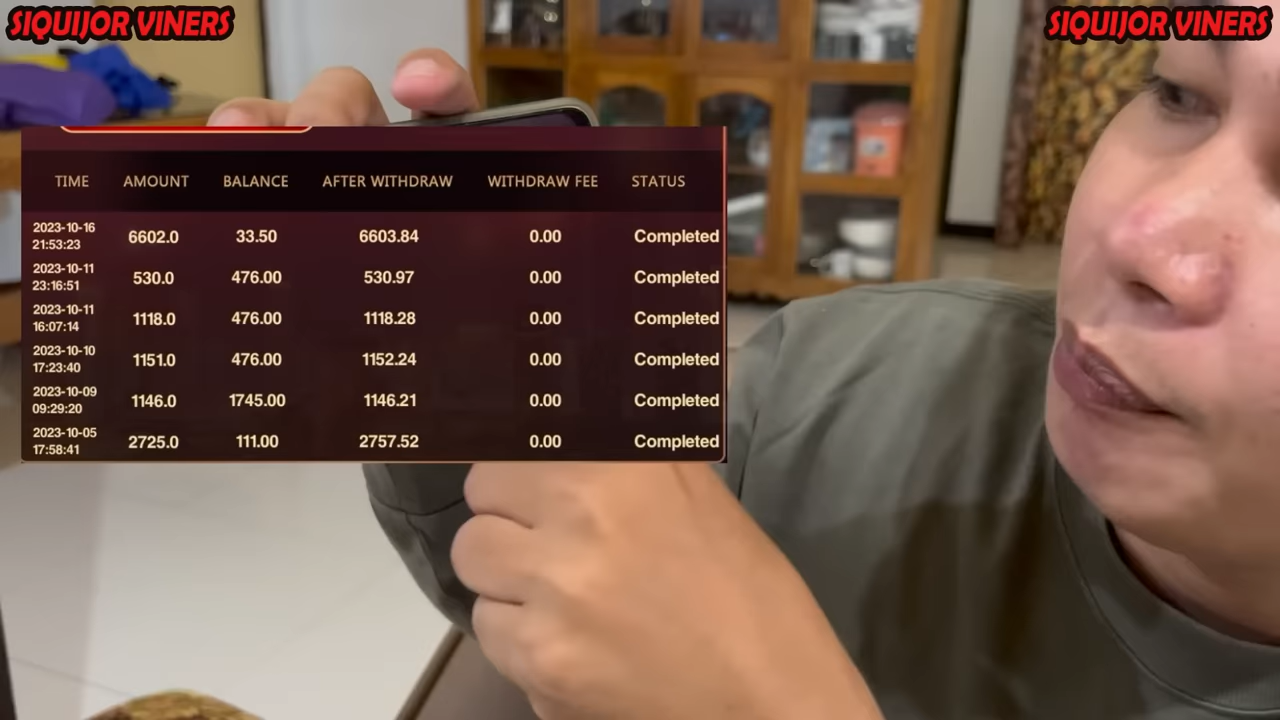 SIQUIJOR VINERS SIQUIJOR VINERS
TIME AMOUNT BALANCE AFTER WITHDRAW WITHDRAW FEE STATUS
2023-10-16
21:53:23 6602.0 33.50 6603.84 0.00 Completed
2023-10-11
23:16:51 530.0 476.00 530.97 0.00 Completed
2023-10-11
16:07:14 1118.0 476.00 1118.28 0.00 Completed
2023-10-10
17:23:40 1151.0 476.00 1152.24 0.00 Completed
2023-10-09
09:29:20 1146.0 1745.00 1146.21 0.00 Completed
2023-10-05
17:58:41 2725.0 111.00 2757.52 0.00 Completed